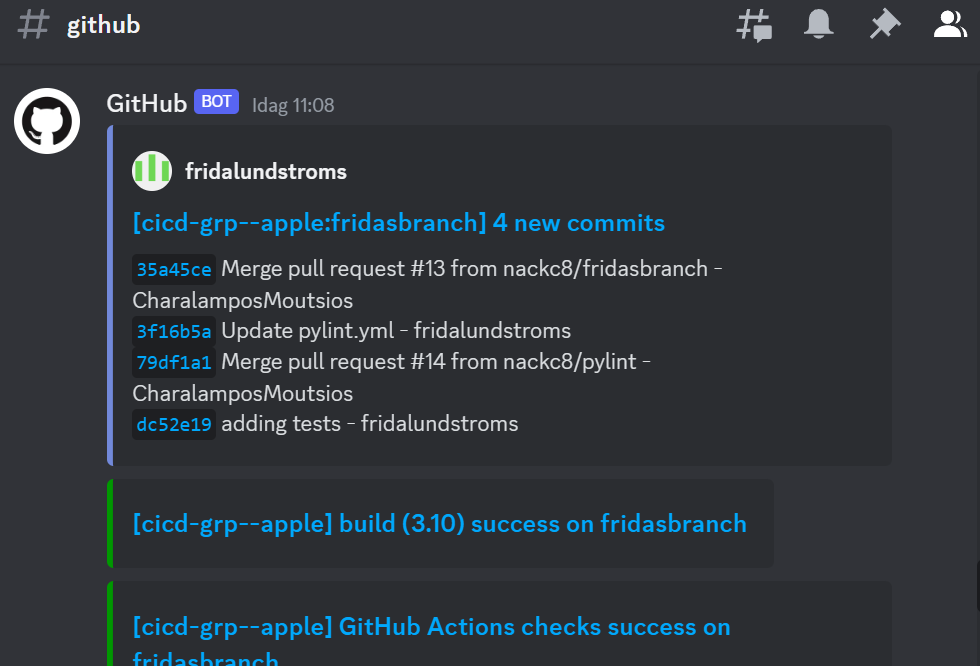 github
GitHub BOT Idag 11:08
fridalundstroms
[cicd-grp--apple:fridasbranch] 4 new commits
35a45ce Merge pull request #13 from nackc8/fridasbranch -
CharalamposMoutsios
3f16b5a Update pylint.yml - fridalundstroms
79df1a1 Merge pull request #14 from nackc8/pylint -
CharalamposMoutsios
dc52e19 adding tests - fridalundstroms
[cicd-grp--apple] build (3.10) success on fridasbranch
[cicd-grp--apple] GitHub Actions checks success on
fridasbranch